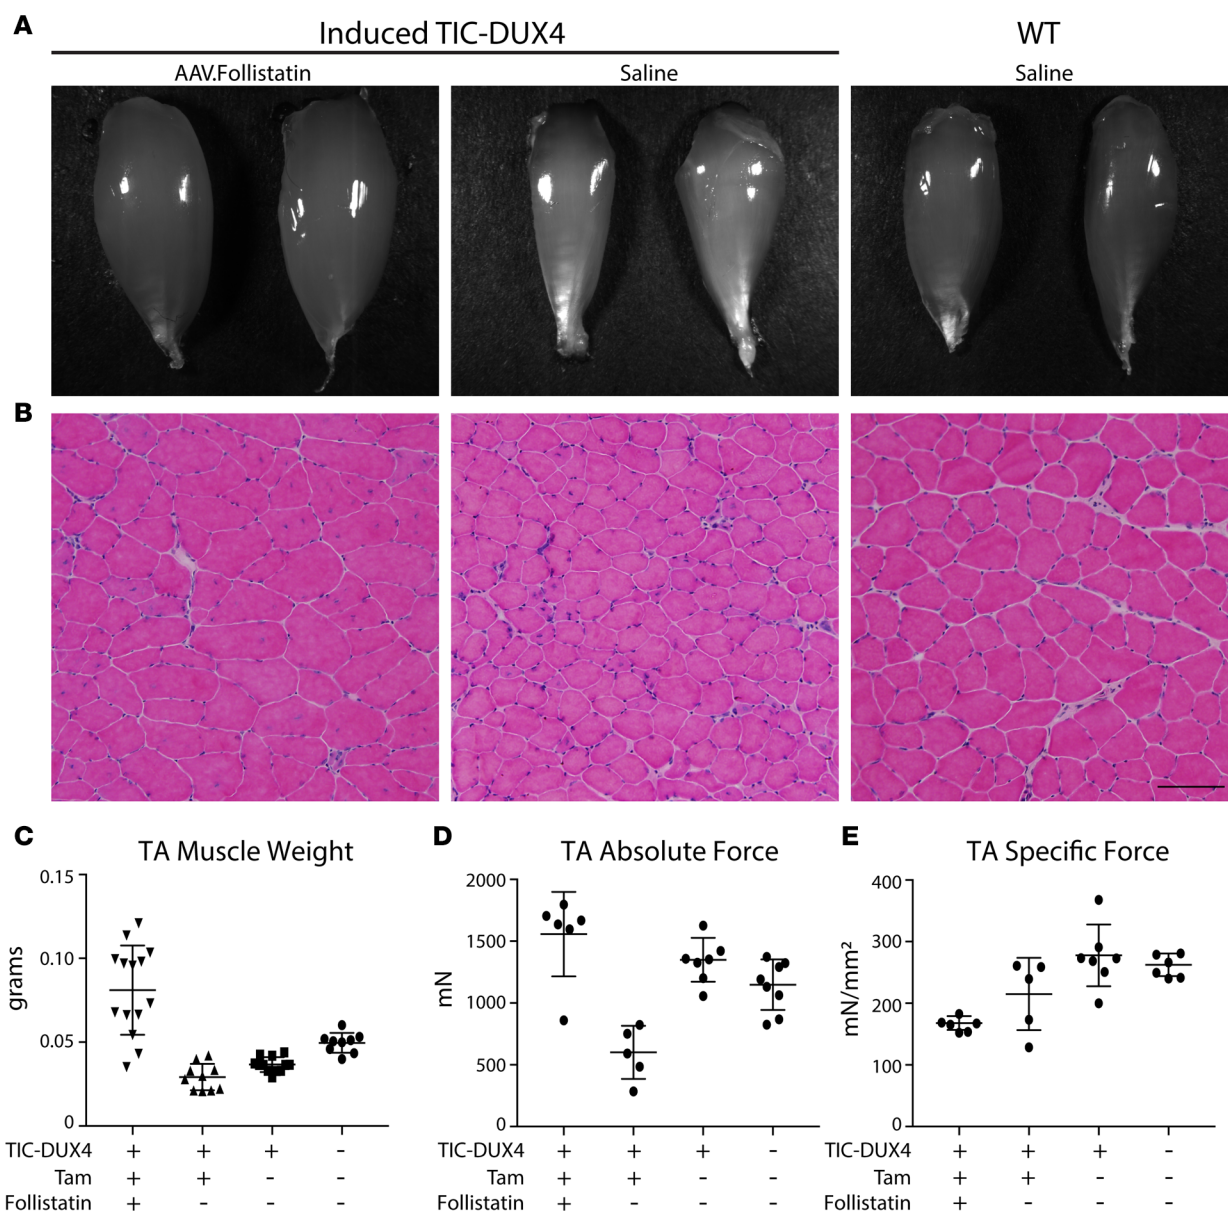 A
Induced TIC-DUX4
WT
AAV.Follistatin
Saline
Saline
B
C
TA Muscle Weight
grams
0.15
0.10
0.05
0
TIC-DUX4 + + + -
Tam + + - -
Follistatin + - - -
D
TA Absolute Force
mN
2000
1500
1000
500
0
TIC-DUX4 + + + -
Tam + + - -
Follistatin + - - -
E
TA Specific Force
mN/mm²
400
300
200
100
0
TIC-DUX4 + + + -
Tam + + - -
Follistatin + - - -